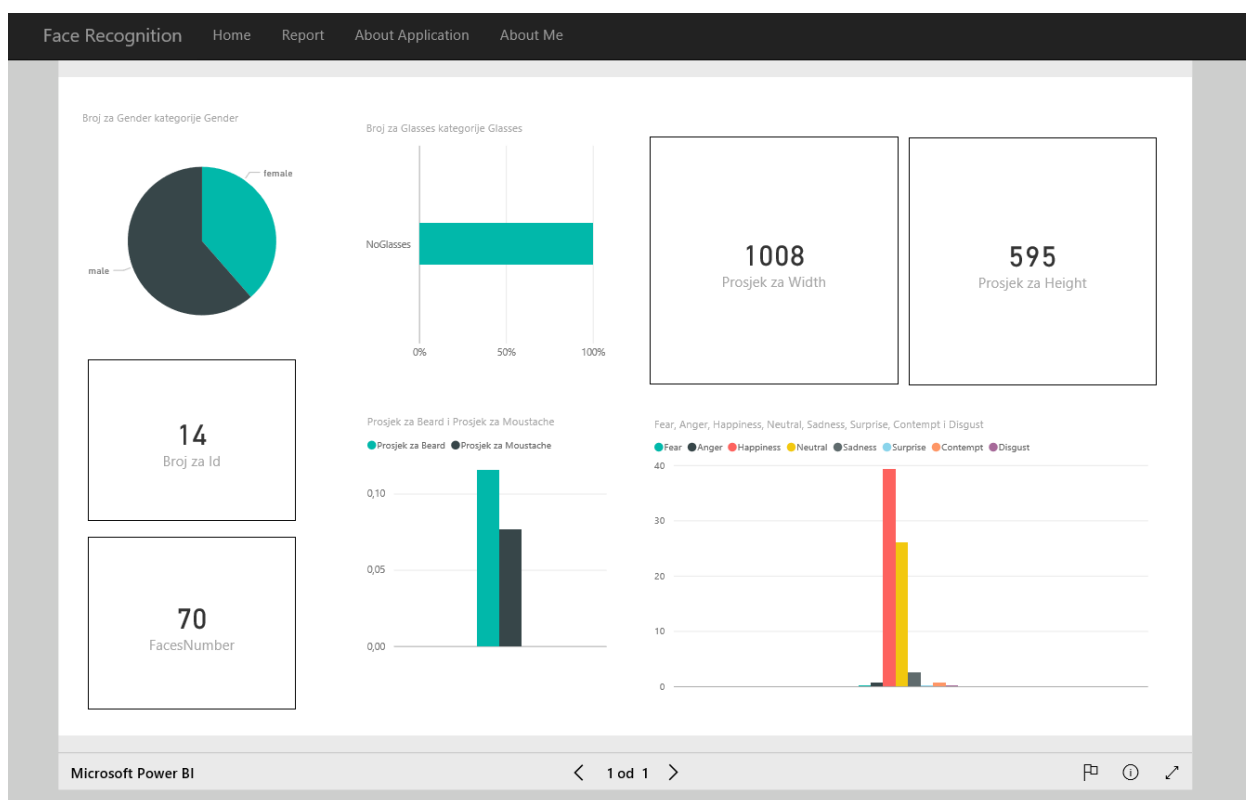 Face Recognition Home Report About Application About Me
Broj za Gender kategorije Gender
female
male
Broj za Glasses kategorije Glasses
NoGlasses
0% 50% 100%
1008
Prosjek za Width
595
Prosjek za Height
14
Broj za Id
70
FacesNumber
Prosjek za Beard i Prosjek za Moustache
Prosjek za Beard Prosjek za Moustache
0,10
0,05
0,00
Fear, Anger, Happiness, Neutral, Sadness, Surprise, Contempt i Disgust
Fear Anger Happiness Neutral Sadness Surprise Contempt Disgust
40
30
20
10
0
Microsoft Power BI 1 od 1